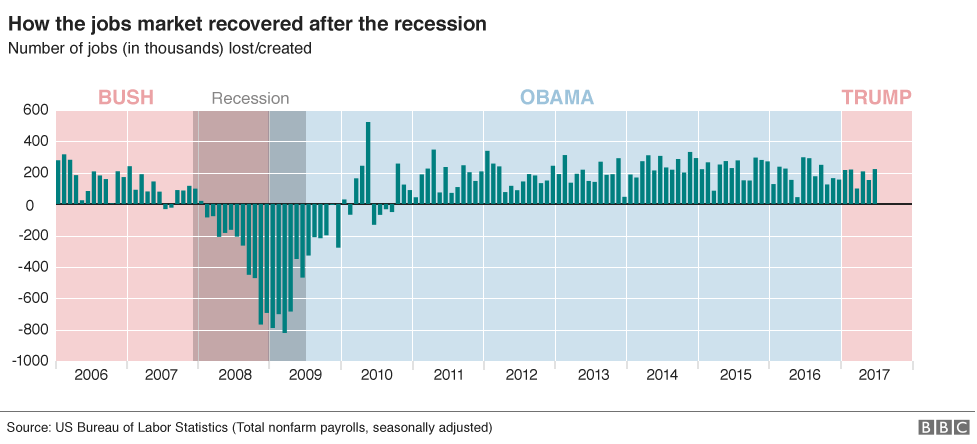 How the jobs market recovered after the recession
Number of jobs (in thousands) lost/created
BUSH Recession OBAMA TRUMP
600
400
200
0
-200
-400
-600
-800
-1000
2006 2007 2008 2009 2010 2011 2012 2013 2014 2015 2016 2017
Source: US Bureau of Labor Statistics (Total nonfarm payrolls, seasonally adjusted)
BBC